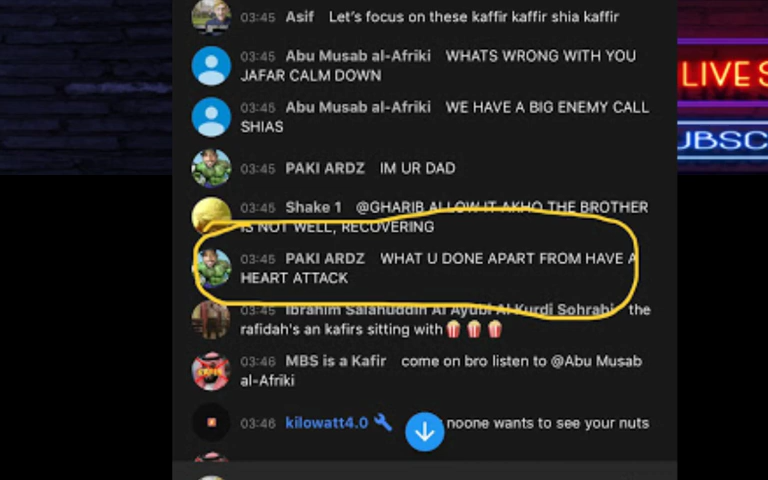 03:45 Asif Let's focus on these kaffir kaffir shia kaffir
03:45 Abu Musab al-Afriki WHATS WRONG WITH YOU
JAFAR CALM DOWN
03:45 Abu Musab al-Afriki WE HAVE A BIG ENEMY CALL
SHIAS
03:45 PAKI ARDZ IM UR DAD
03:45 Shake 1 @GHARIB ALLOW IT AKHO THE BROTHER
IS NOT WELL, RECOVERING
03:45 PAKI ARDZ WHAT U DONE APART FROM HAVE A
HEART ATTACK
03:45 Ibrahim Salahuddin Al Ayubi Al Kurdi Sohrabi the
rafidah's an kafirs sitting with 🍿 🍿 🍿
03:46 MBS is a Kafir come on bro listen to @Abu Musab
al-Afriki
03:46 kilowatt4.0 noone wants to see your nuts
LIVE S
UBSC